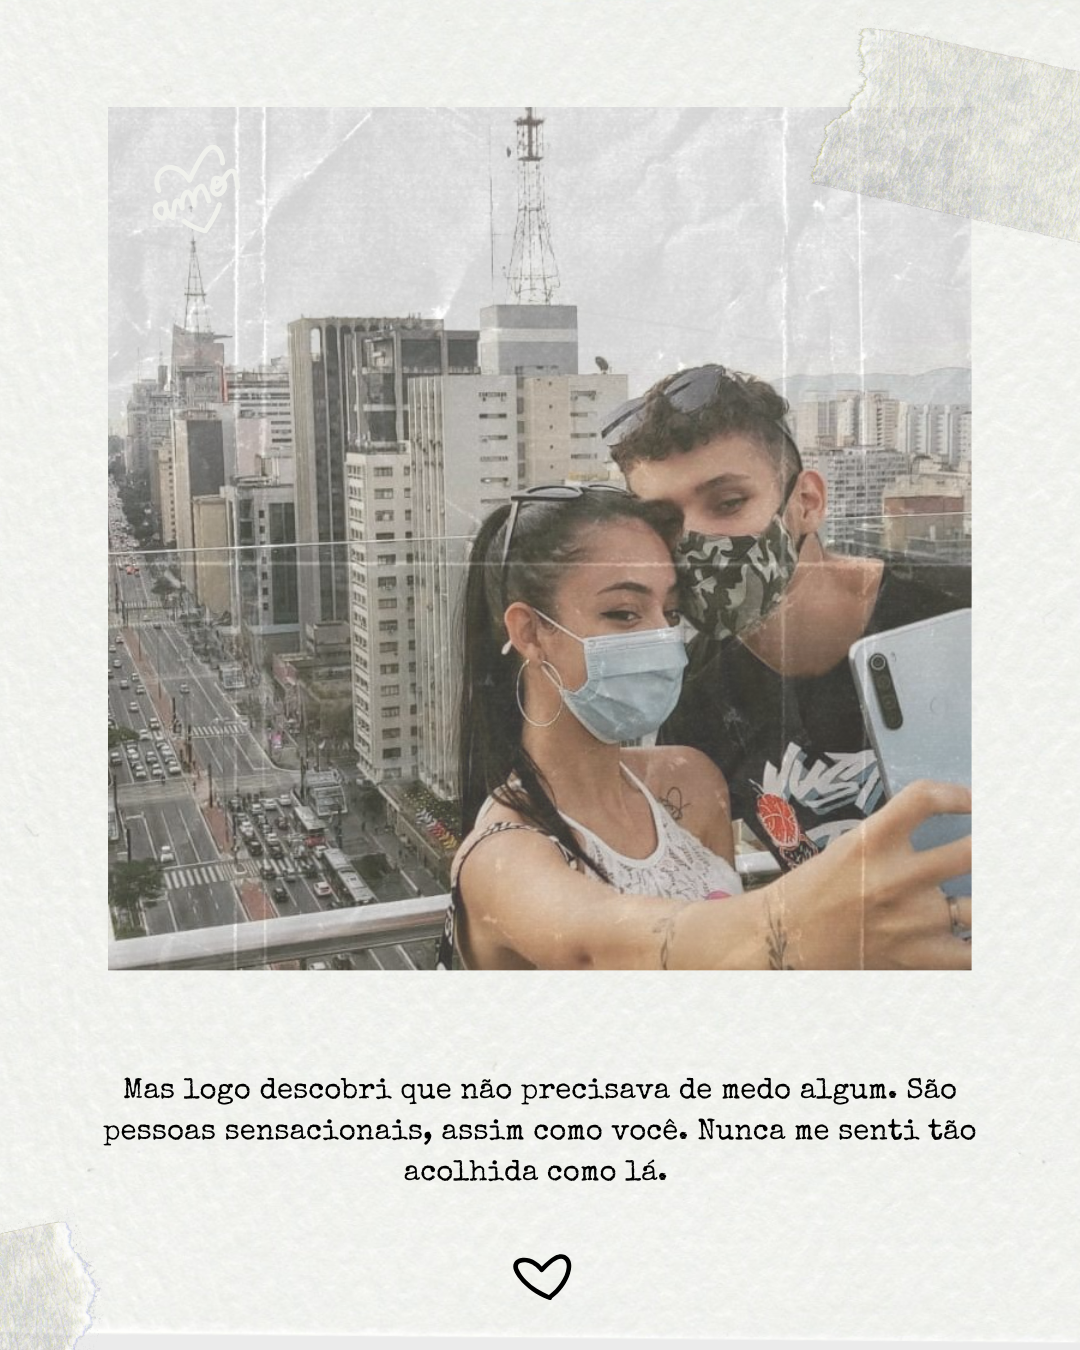 amor
Mas logo descobri que não precisava de medo algum. São
pessoas sensacionais, assim como você. Nunca me senti tão
acolhida como lá.